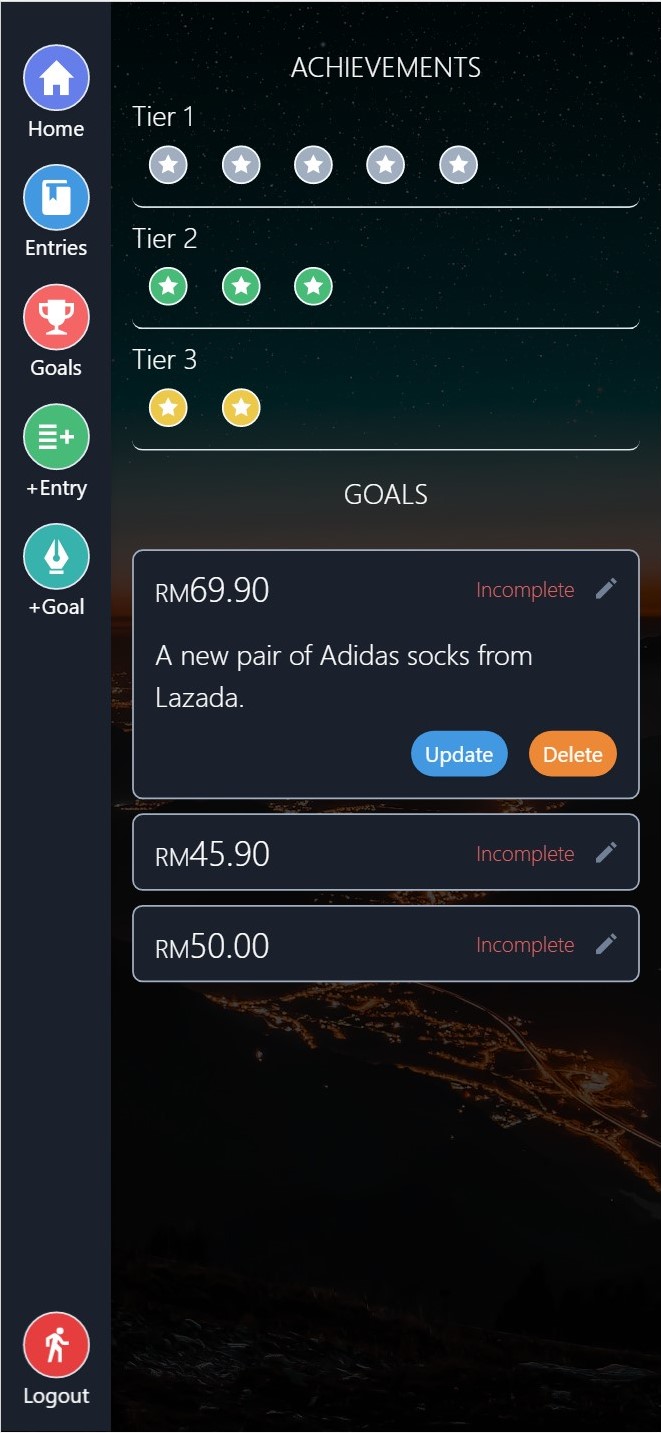 Home
Entries
Goals
+Entry
+Goal
Logout
ACHIEVEMENTS
Tier 1
Tier 2
Tier 3
GOALS
RM69.90 Incomplete
A new pair of Adidas socks from
Lazada.
Update Delete
RM45.90 Incomplete
RM50.00 Incomplete